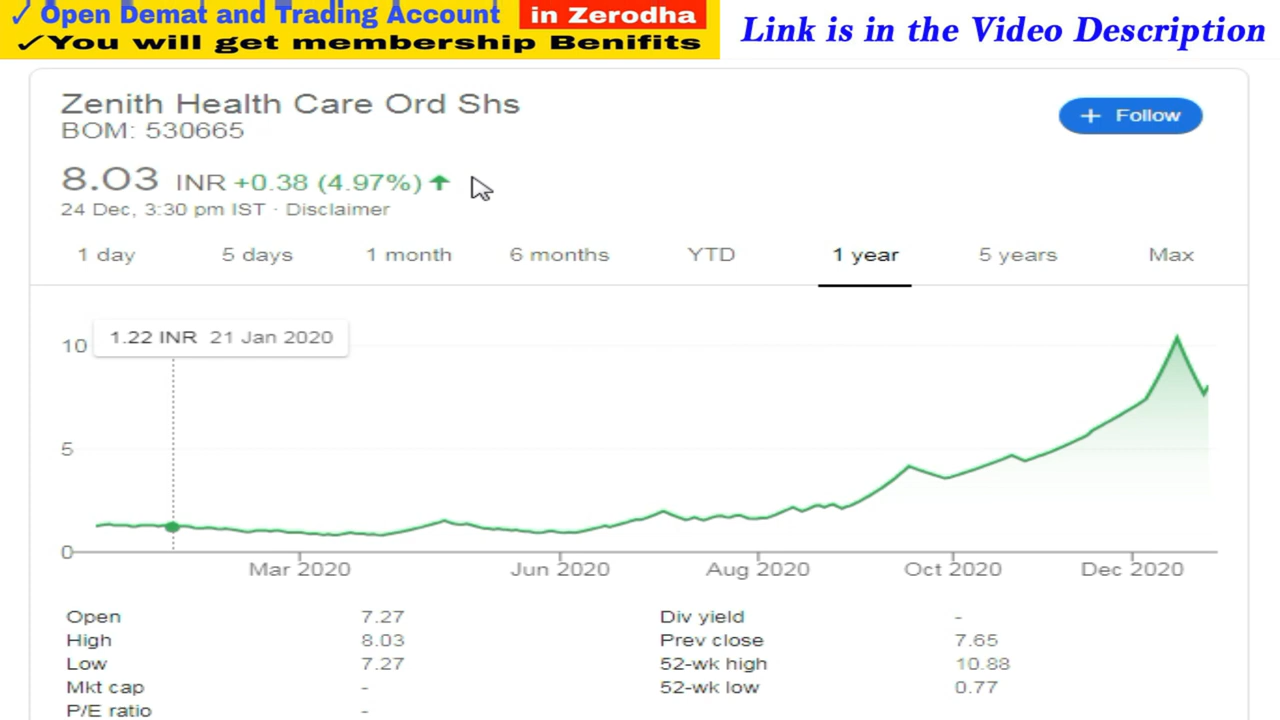 ✓ Open Demat and Trading Account in Zerodha
✓You will get membership Benifits
Link is in the Video Description
Zenith Health Care Ord Shs
BOM: 530665
+ Follow
8.03 INR +0.38 (4.97%) ↑
24 Dec, 3:30 pm IST · Disclaimer
1 day 5 days 1 month 6 months YTD 1 year 5 years Max
1.22 INR 21 Jan 2020
10
5
0
Mar 2020 Jun 2020 Aug 2020 Oct 2020 Dec 2020
Open 7.27 Div yield -
High 8.03 Prev close 7.65
Low 7.27 52-wk high 10.88
Mkt cap - 52-wk low 0.77
P/E ratio -